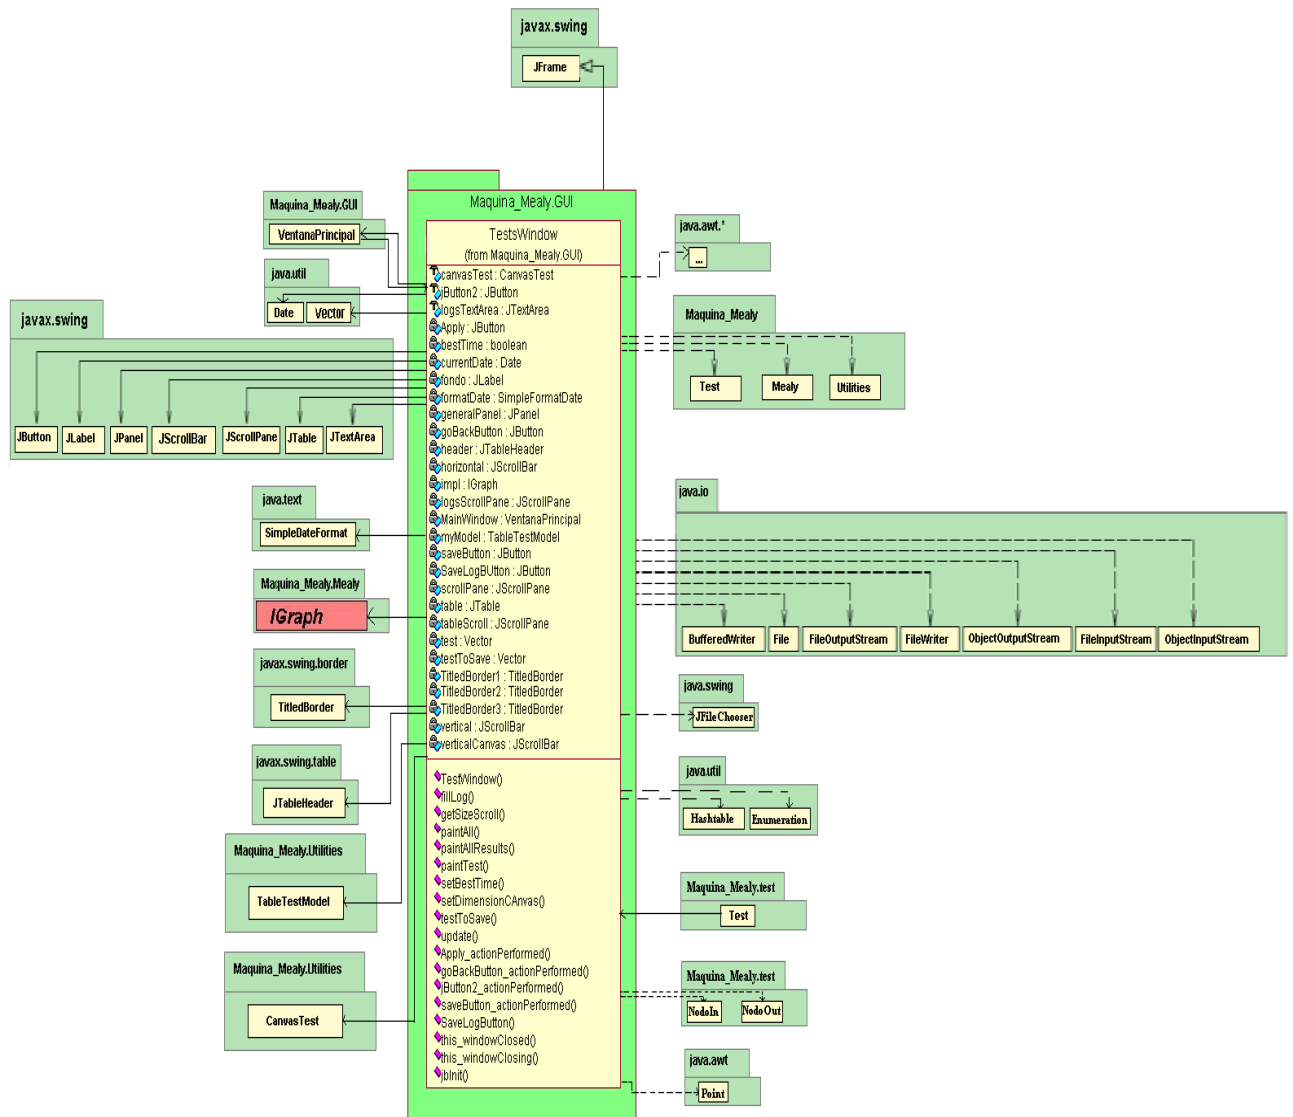 javax.swing
JFrame
Maquina_Mealy.GUI
VentanaPrincipal
java.util
Date
Vector
javax.swing
JButton
JLabel
JPanel
JScrollBar
JScrollPane
JTable
JTextArea
java.text
SimpleDateFormat
Maquina_Mealy.Mealy
IGraph
javax.swing.border
TitledBorder
javax.swing.table
JTableHeader
Maquina_Mealy.Utilities
TableTestModel
Maquina_Mealy.Utilities
CanvasTest
Maquina_Mealy.GUI
TestsWindow
(from Maquina_Mealy.GUI)
canvasTest : CanvasTest
jButton2 : JButton
logsTextArea : JTextArea
Apply : JButton
bestTime : boolean
currentDate : Date
fondo : JLabel
formatDate : SimpleFormatDate
generalPanel : JPanel
goBackButton : JButton
header : JTableHeader
horizontal : JScrollBar
impl : IGraph
logsScrollPane : JScrollPane
MainWindow : VentanaPrincipal
myModel : TableTestModel
saveButton : JButton
SaveLogBUtton : JButton
scrollPane : JScrollPane
table : JTable
tableScroll : JScrollPane
test : Vector
testToSave : Vector
TitledBorder1 : TitledBorder
TitledBorder2 : TitledBorder
TitledBorder3 : TitledBorder
vertical : JScrollBar
verticalCanvas : JScrollBar
TestWindow()
fillLog()
getSizeScroll()
paintAll()
paintAllResults()
paintTest()
setBestTime()
setDimensionCAnvas()
testToSave()
update()
Apply_actionPerformed()
goBackButton_actionPerformed()
jButton2_actionPerformed()
saveButton_actionPerformed()
SaveLogButton()
this_windowClosed()
this_windowClosing()
jbInit()
java.awt.*
...
Maquina_Mealy
Test
Mealy
Utilities
java.io
BufferedWriter
File
FileOutputStream
FileWriter
ObjectOutputStream
FileInputStream
ObjectInputStream
java.swing
JFileChooser
java.util
Hashtable
Enumeration
Maquina_Mealy.test
Test
Maquina_Mealy.test
NodoIn
NodoOut
java.awt
Point